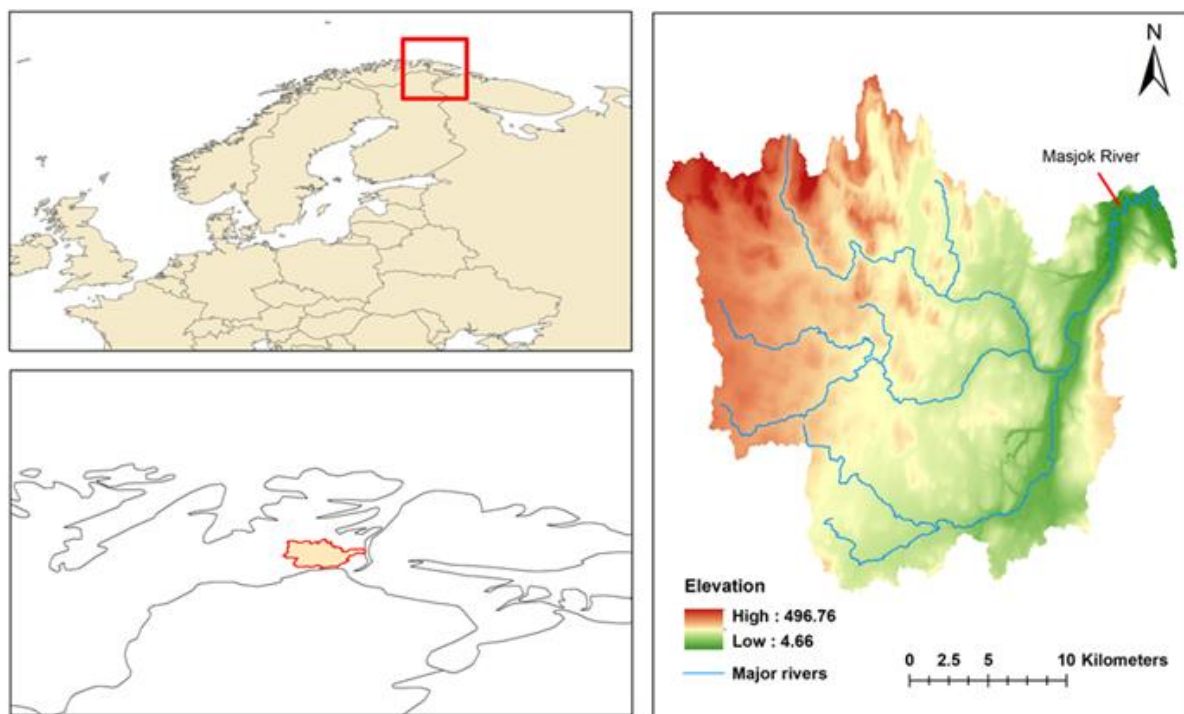 N
Masjok River
Elevation
High : 496.76
Low : 4.66
Major rivers
0 2.5 5 10 Kilometers